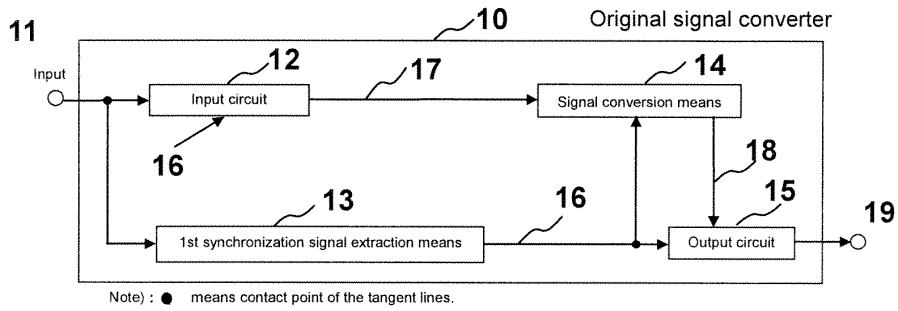 Original signal converter
10
11
Input
12
Input circuit
17
14
Signal conversion means
16
18
13
1st synchronization signal extraction means
16
15
Output circuit
19
Note) : ● means contact point of the tangent lines.